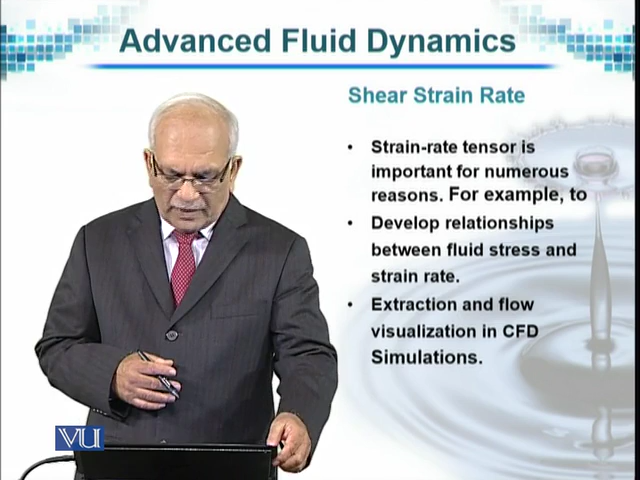 Advanced Fluid Dynamics
Shear Strain Rate
• Strain-rate tensor is
important for numerous
reasons. For example, to
• Develop relationships
between fluid stress and
strain rate.
• Extraction and flow
visualization in CFD
Simulations.
VU